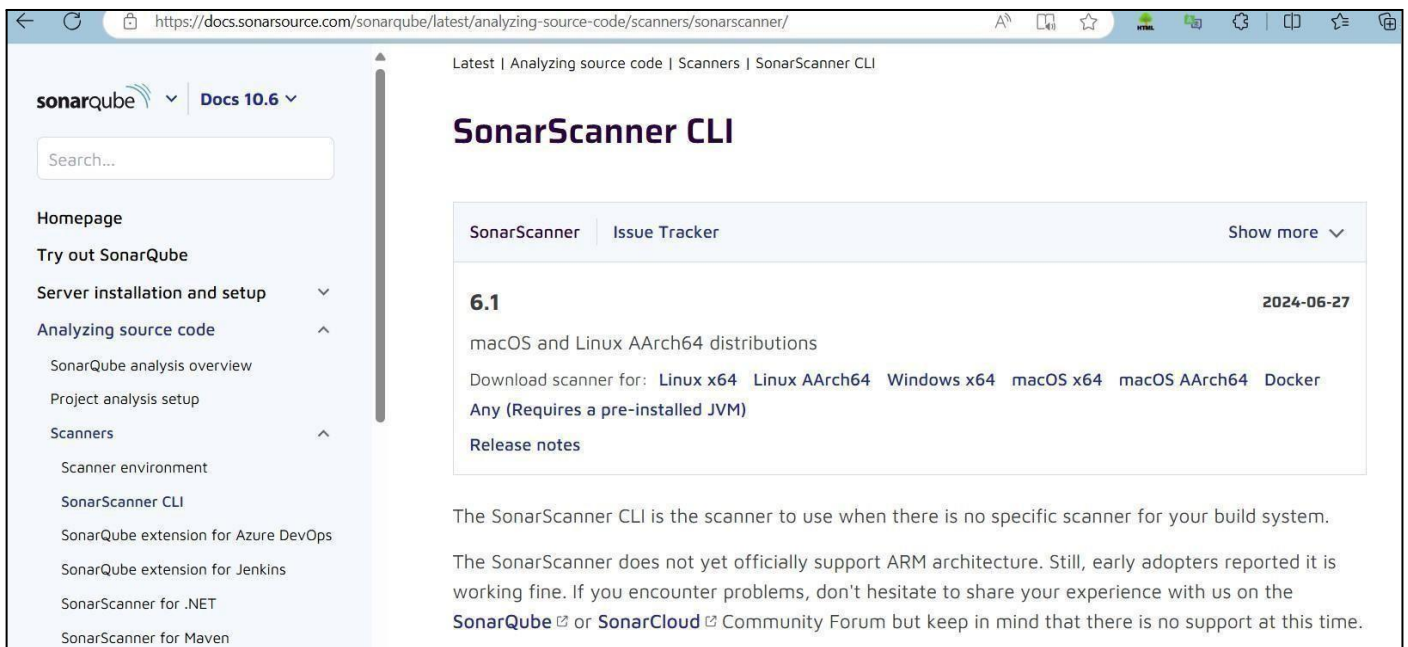 https://docs.sonarsource.com/sonarqube/latest/analyzing-source-code/scanners/sonarscanner/
HTML
sonarqube
Docs 10.6
Search...
Homepage
Try out SonarQube
Server installation and setup
Analyzing source code
SonarQube analysis overview
Project analysis setup
Scanners
Scanner environment
SonarScanner CLI
SonarQube extension for Azure DevOps
SonarQube extension for Jenkins
SonarScanner for .NET
SonarScanner for Maven
Latest | Analyzing source code | Scanners | SonarScanner CLI
SonarScanner CLI
SonarScanner | Issue Tracker
Show more
6.1
2024-06-27
macOS and Linux AArch64 distributions
Download scanner for: Linux x64 Linux AArch64 Windows x64 macOS x64 macOS AArch64 Docker
Any (Requires a pre-installed JVM)
Release notes
The SonarScanner CLI is the scanner to use when there is no specific scanner for your build system.
The SonarScanner does not yet officially support ARM architecture. Still, early adopters reported it is
working fine. If you encounter problems, don't hesitate to share your experience with us on the
SonarQube or SonarCloud Community Forum but keep in mind that there is no support at this time.